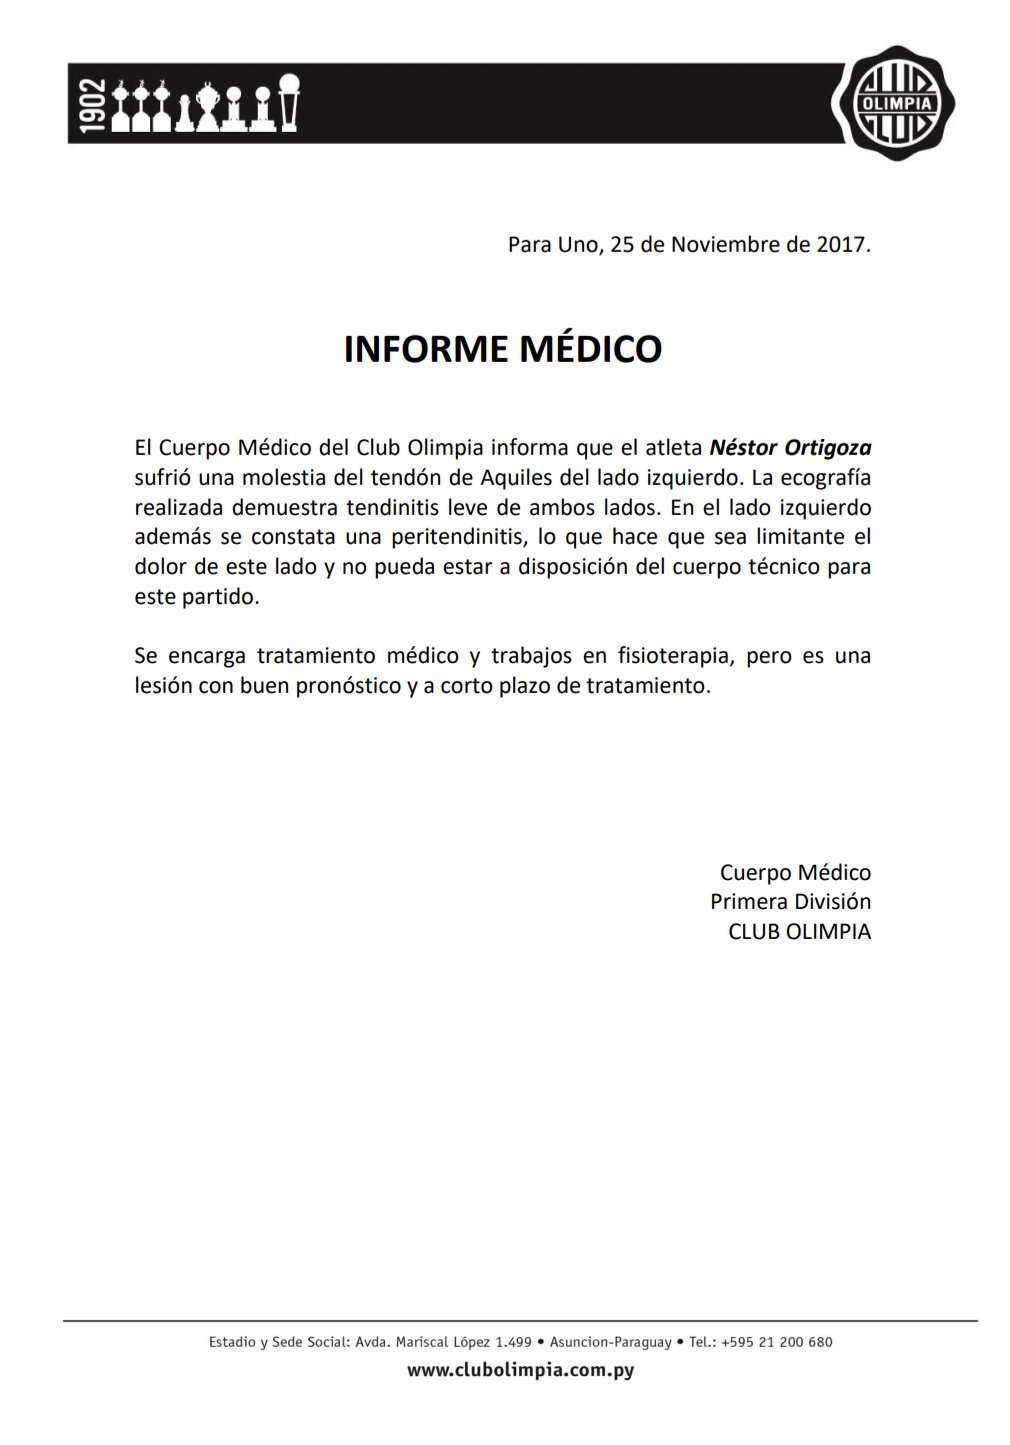 1902
CLUB
OLIMPIA
CLUB
Para Uno, 25 de Noviembre de 2017.
INFORME MÉDICO
El Cuerpo Médico del Club Olimpia informa que el atleta Néstor Ortigoza
sufrió una molestia del tendón de Aquiles del lado izquierdo. La ecografía
realizada demuestra tendinitis leve de ambos lados. En el lado izquierdo
además se constata una peritendinitis, lo que hace que sea limitante el
dolor de este lado y no pueda estar a disposición del cuerpo técnico para
este partido.
Se encarga tratamiento médico y trabajos en fisioterapia, pero es una
lesión con buen pronóstico y a corto plazo de tratamiento.
Cuerpo Médico
Primera División
CLUB OLIMPIA
Estadio y Sede Social: Avda. Mariscal López 1.499 • Asuncion-Paraguay • Tel.: +595 21 200 680
www.clubolimpia.com.py